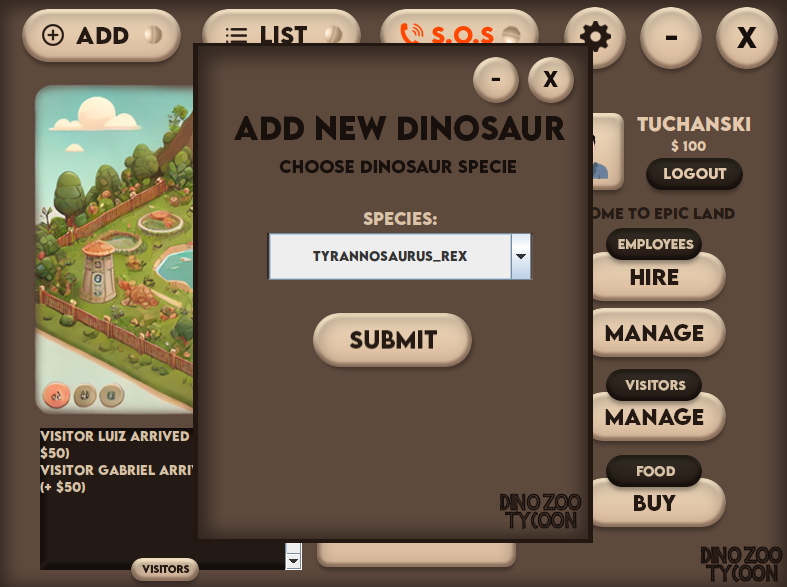 ADD
LIST
S.O.S
-
X
-
X
ADD NEW DINOSAUR
CHOOSE DINOSAUR SPECIE
SPECIES:
TYRANNOSAURUS_REX
SUBMIT
DINO ZOO
TYCOON
TUCHANSKI
$ 100
LOGOUT
OME TO EPIC LAND
EMPLOYEES
HIRE
MANAGE
VISITORS
MANAGE
FOOD
BUY
VISITOR LUIZ ARRIVED
$50)
VISITOR GABRIEL ARRI
(+ $50)
VISITORS
DINO ZOO
TYCOON